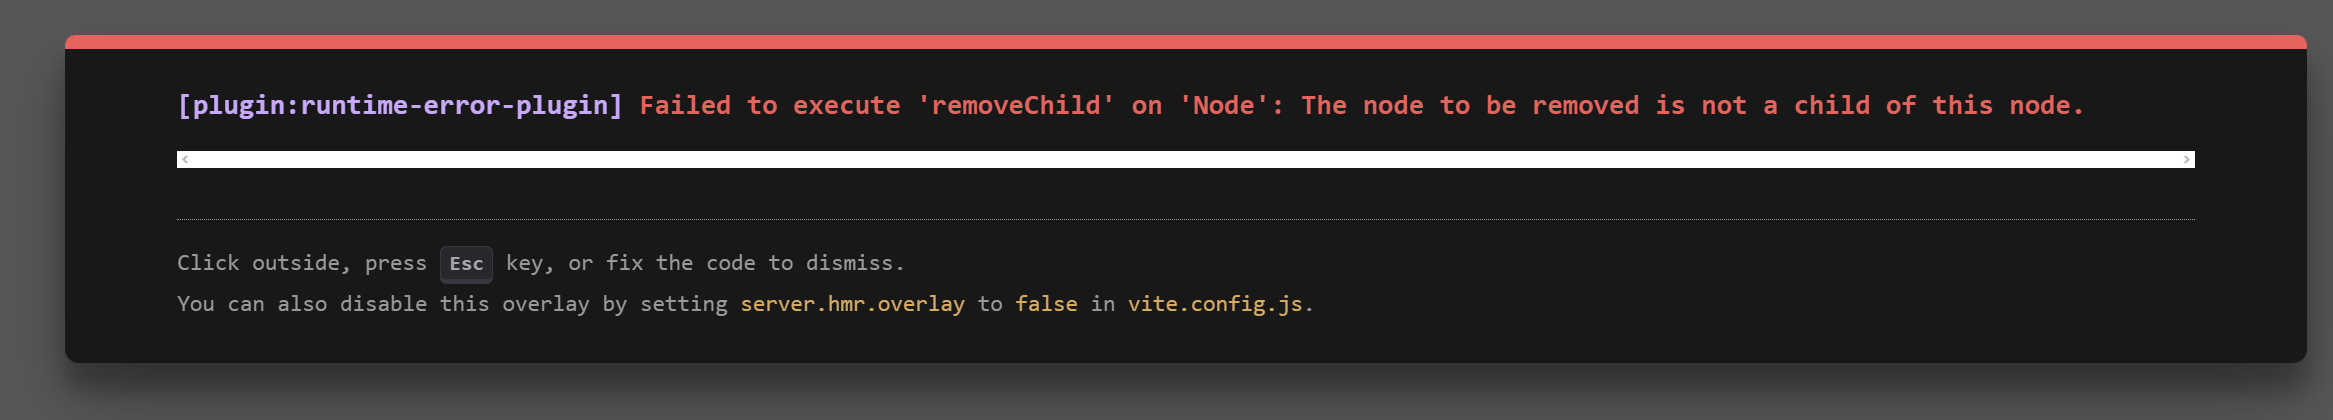 [plugin:runtime-error-plugin] Failed to execute 'removeChild' on 'Node': The node to be removed is not a child of this node.
Click outside, press Esc key, or fix the code to dismiss.
You can also disable this overlay by setting server.hmr.overlay to false in vite.config.js.